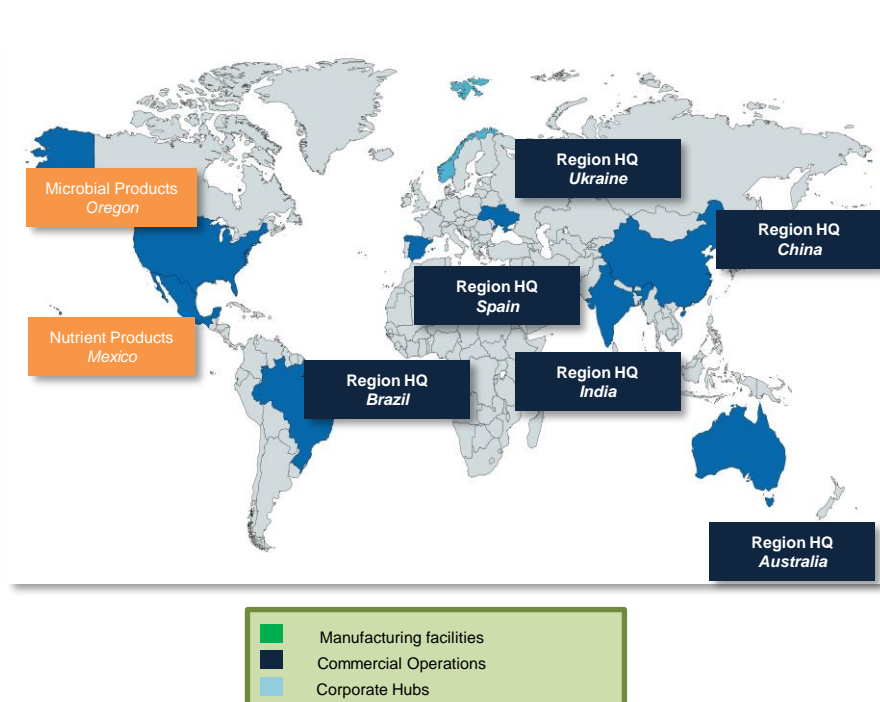 Region HQ
Ukraine
Microbial Products
Oregon
Region HQ
China
Region HQ
Spain
Nutrient Products
Mexico
Region HQ
Brazil
Region HQ
India
Region HQ
Australia
Manufacturing facilities
Commercial Operations
Corporate Hubs